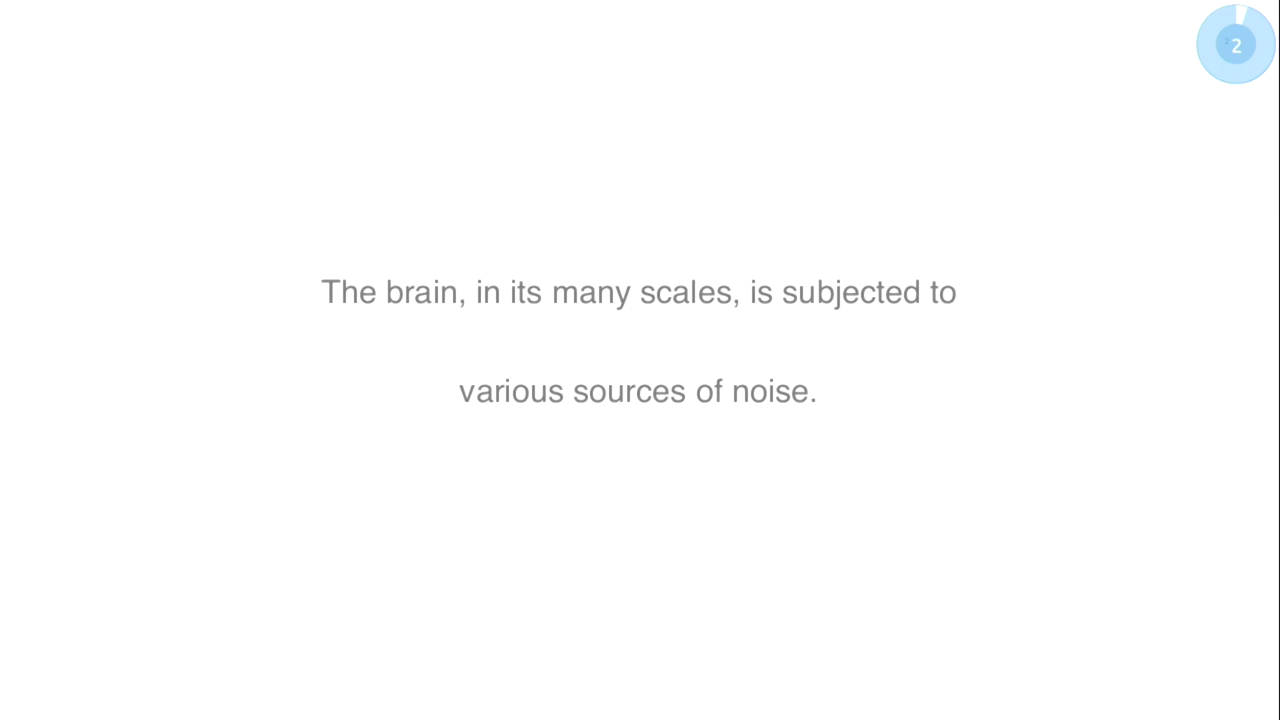 2
The brain, in its many scales, is subjected to
various sources of noise.